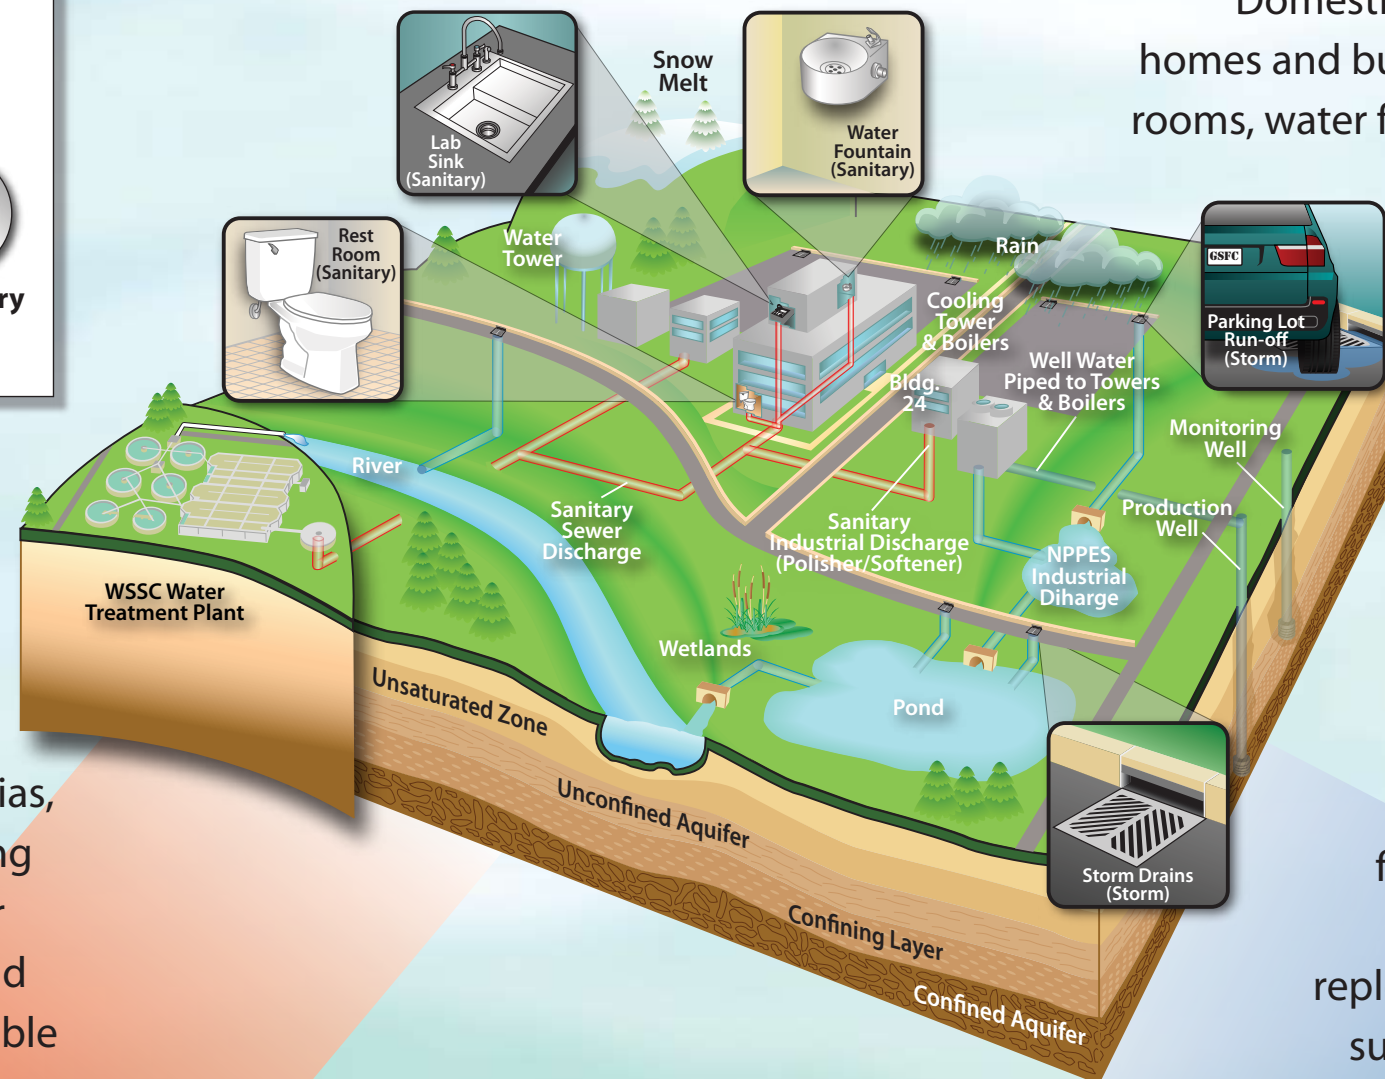 Domesti
homes and bu
rooms, water f
Snow
Melt
Lab
Sink
(Sanitary)
Water
Fountain
(Sanitary)
Rest
Room
(Sanitary)
Water
Tower
Rain
GSFC
Parking Lot
Run-off
(Storm)
ry
Cooling
Tower
& Boilers
Well Water
Piped to Towers
& Boilers
Bldg.
24
Monitoring
Well
River
Production
Well
Sanitary
Sewer
Discharge
Sanitary
Industrial Discharge
(Polisher/Softener)
NPPES
Industrial
Diharge
WSSC Water
Treatment Plant
Wetlands
Pond
Unsaturated Zone
Unconfined Aquifer
Confining Layer
Confined Aquifer
Storm Drains
(Storm)
ias,
ng
r
d
ble
f
repl
su